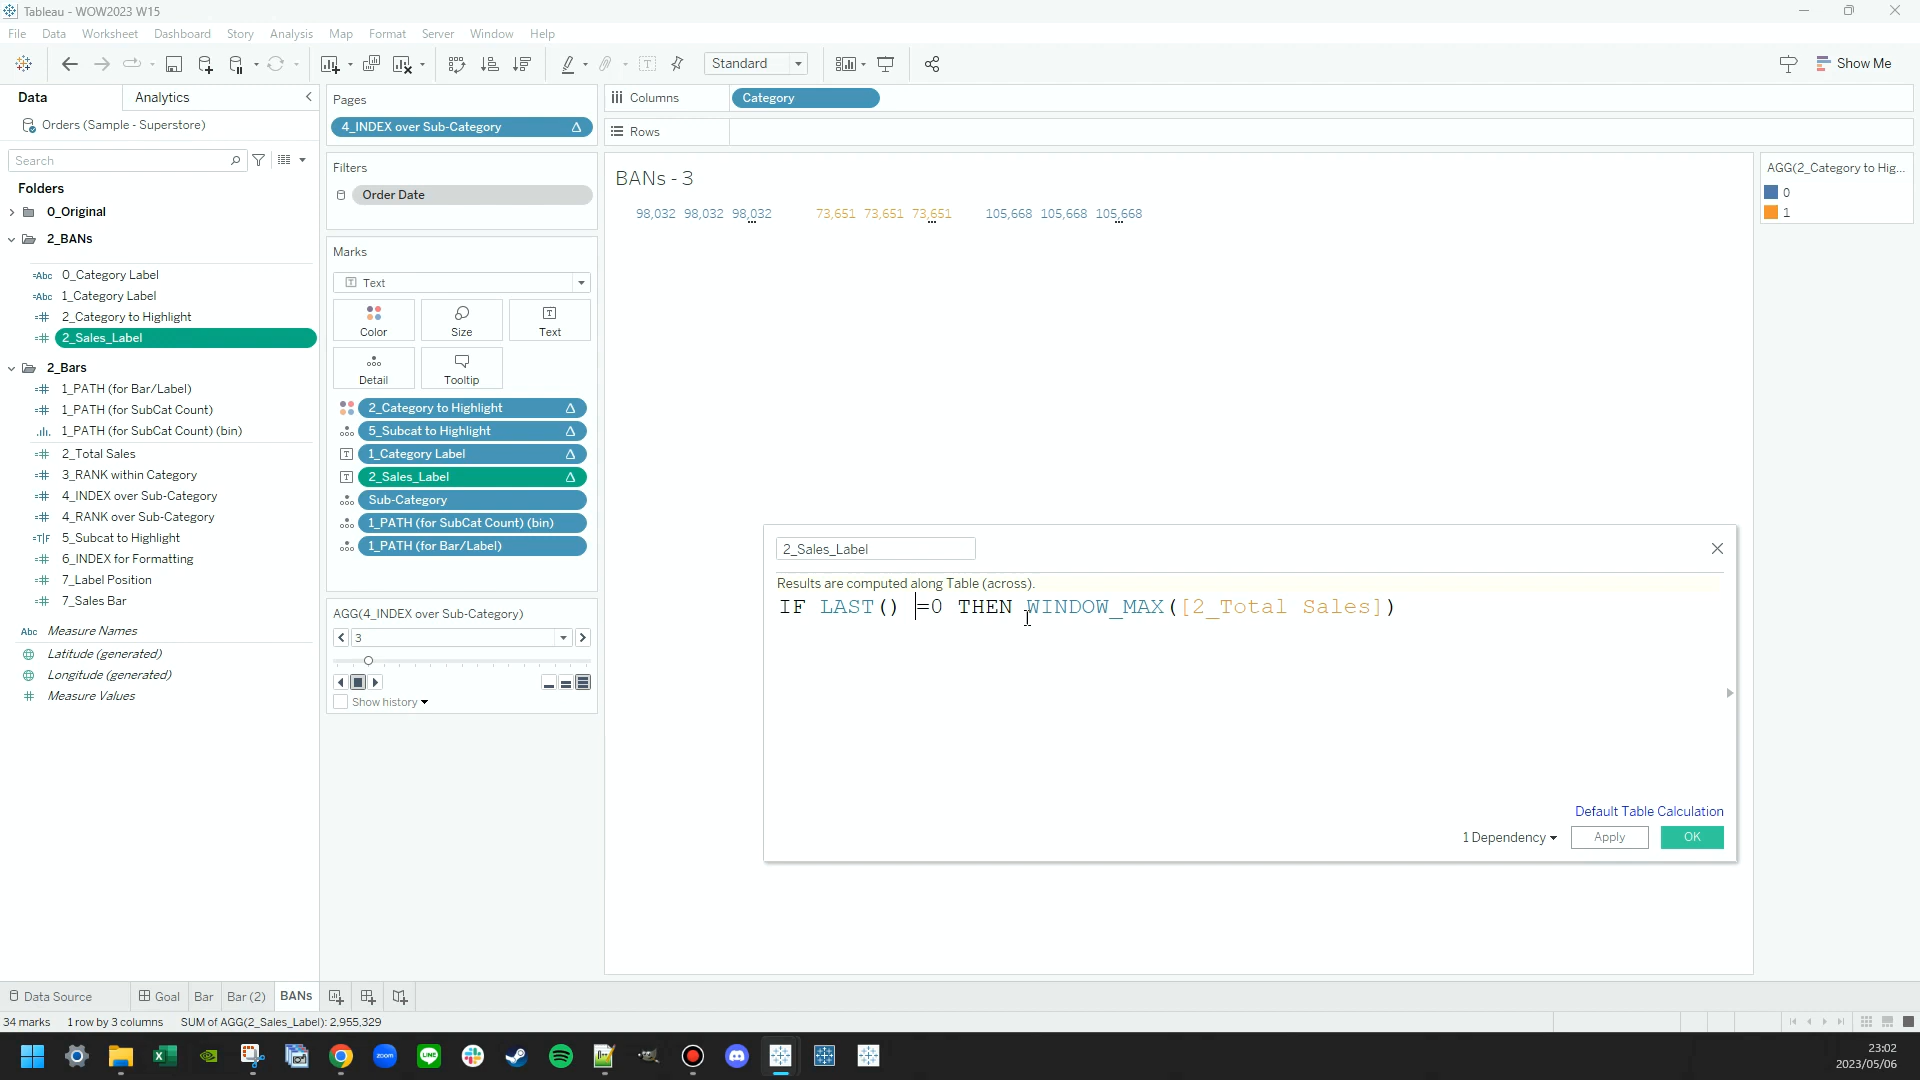 Tableau - WOW2023 W15
File Data Worksheet Dashboard Story Analysis Map Format Server Window Help
Standard
Show Me
Data Analytics
Orders (Sample - Superstore)
Search
Folders
0_Original
2_BANs
=Abc 0_Category Label
=Abc 1_Category Label
2_Category to Highlight
2_Sales_Label
2_Bars
1_PATH (for Bar/Label)
1_PATH (for SubCat Count)
1_PATH (for SubCat Count) (bin)
2_Total Sales
3_RANK within Category
4_INDEX over Sub-Category
4_RANK over Sub-Category
=T|F 5_Subcat to Highlight
6_INDEX for Formatting
7_Label Position
7_Sales Bar
Abc Measure Names
Latitude (generated)
Longitude (generated)
Measure Values
Pages
4_INDEX over Sub-Category
Filters
Order Date
Marks
Text
Color Size Text
Detail Tooltip
2_Category to Highlight
5_Subcat to Highlight
1_Category Label
2_Sales_Label
Sub-Category
1_PATH (for SubCat Count) (bin)
1_PATH (for Bar/Label)
AGG(4_INDEX over Sub-Category)
3
Show history
Columns Category
Rows
BANs - 3
98,032 98,032 98,032 73,651 73,651 73,651 105,668 105,668 105,668
AGG(2_Category to Hig...
0
1
2_Sales_Label
Results are computed along Table (across).
IF LAST() =0 THEN WINDOW_MAX([2_Total Sales])
Default Table Calculation
1 Dependency Apply OK
Data Source Goal Bar Bar (2) BANs
34 marks 1 row by 3 columns SUM of AGG(2_Sales_Label): 2,955,329
zoom
LINE
23:02
2023/05/06